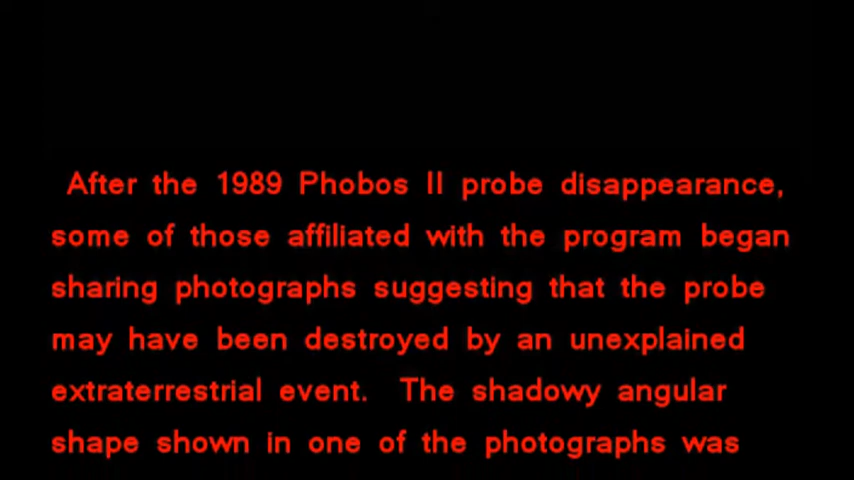 After the 1989 Phobos II probe disappearance,
some of those affiliated with the program began
sharing photographs suggesting that the probe
may have been destroyed by an unexplained
extraterrestrial event. The shadowy angular
shape shown in one of the photographs was